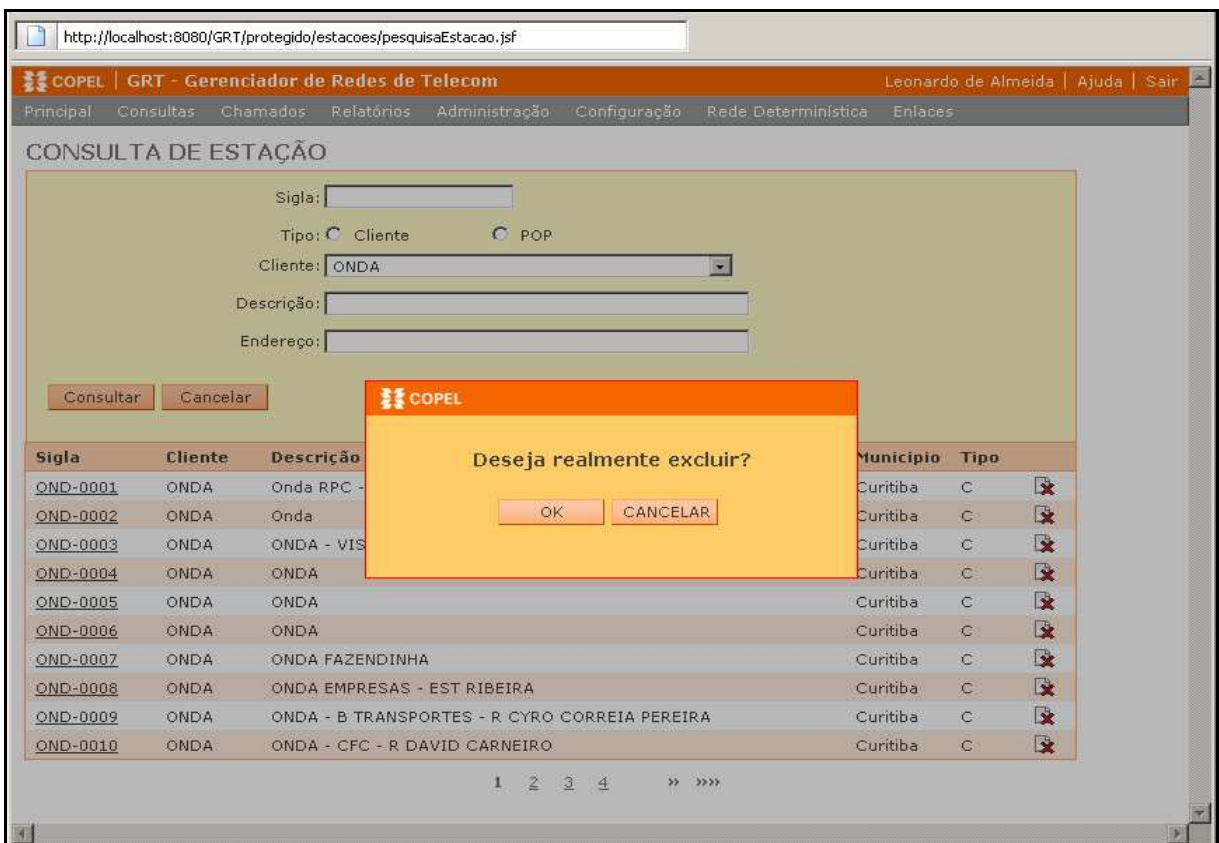 http://localhost:8080/GRT/protegido/estacoes/pesquisaEstacao.jsf
COPEL | GRT - Gerenciador de Redes de Telecom Leonardo de Almeida | Ajuda | Sair
Principal Consultas Chamados Relatórios Administração Configuração Rede Determinística Enlaces
CONSULTA DE ESTAÇÃO
Sigla:
Tipo: Cliente POP
Cliente: ONDA
Descrição:
Endereço:
Consultar Cancelar
COPEL
Deseja realmente excluir?
OK CANCELAR
Sigla Cliente Descrição Municipio Tipo
OND-0001 ONDA Onda RPC - Curitiba C
OND-0002 ONDA Onda Curitiba C
OND-0003 ONDA ONDA - VIS Curitiba C
OND-0004 ONDA ONDA Curitiba C
OND-0005 ONDA ONDA Curitiba C
OND-0006 ONDA ONDA Curitiba C
OND-0007 ONDA ONDA FAZENDINHA Curitiba C
OND-0008 ONDA ONDA EMPRESAS - EST RIBEIRA Curitiba C
OND-0009 ONDA ONDA - B TRANSPORTES - R CYRO CORREIA PEREIRA Curitiba C
OND-0010 ONDA ONDA - CFC - R DAVID CARNEIRO Curitiba C
1 2 3 4 »» »»»»